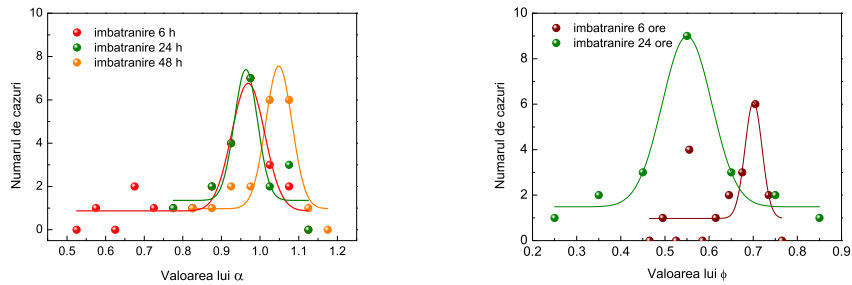 10
8
6
4
2
0
Numarul de cazuri
imbatranire 6 h
imbatranire 24 h
imbatranire 48 h
0.5 0.6 0.7 0.8 0.9 1.0 1.1 1.2
Valoarea lui α
10
8
6
4
2
0
Numarul de cazuri
imbatranire 6 ore
imbatranire 24 ore
0.2 0.3 0.4 0.5 0.6 0.7 0.8 0.9
Valoarea lui ϕ